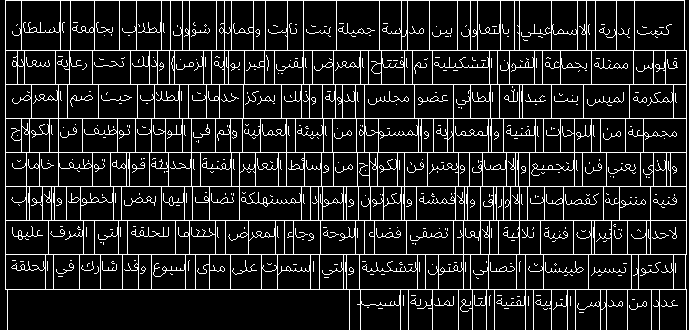 كتبت بدرية الاسماعيلي: بالتعاون بين مدرسة جميلة بنت ثابت وعمادة شؤون الطلاب بجامعة السلطان
قابوس ممثلة بجماعة الفنون التشكيلية تم افتتاح المعرض الفني (عبر بوابة الزمن) وذلك تحت رعاية سعادة
المكرمة لميس بنت عبدالله الطائي عضو مجلس الدولة وذلك بمركز خدمات الطلاب حيث ضم المعرض
مجموعة من اللوحات الفنية والمعمارية والمستوحاة من البيئة العمانية وتم في اللوحات توظيف فن الكولاج
والذي يعني فن التجميع والالصاق ويعتبر فن الكولاج من وسائط التعابير الفنية الحديثة قوامه توظيف خامات
فنية متنوعة كقصاصات الاوراق والاقمشة والكرتون والمواد المستهلكة تضاف اليها بعض الخطوط والابواب
لاحداث تأثيرات فنية ثلاثية الابعاد تضفي فضاء اللوحة وجاء المعرض اختتاما للحلقة التي اشرف عليها
الدكتور تيسير طبيشات اخصائي الفنون التشكيلية والتي استمرت على مدى أسبوع وقد شارك في الحلقة
عدد من مدرسي التربية الفنية التابع لمديرية السيب.